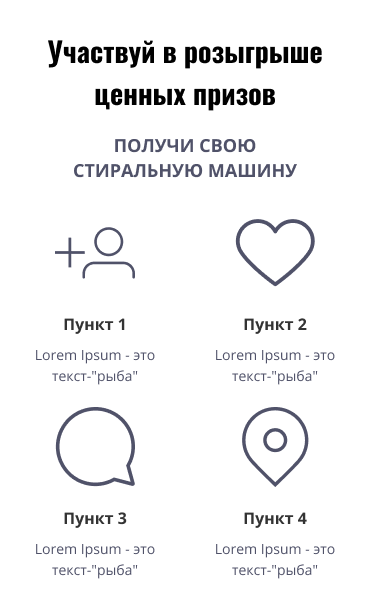 Участвуй в розыгрыше
ценных призов
ПОЛУЧИ СВОЮ
СТИРАЛЬНУЮ МАШИНУ
Пункт 1
Lorem Ipsum - это
текст-"рыба"
Пункт 2
Lorem Ipsum - это
текст-"рыба"
Пункт 3
Lorem Ipsum - это
текст-"рыба"
Пункт 4
Lorem Ipsum - это
текст-"рыба"